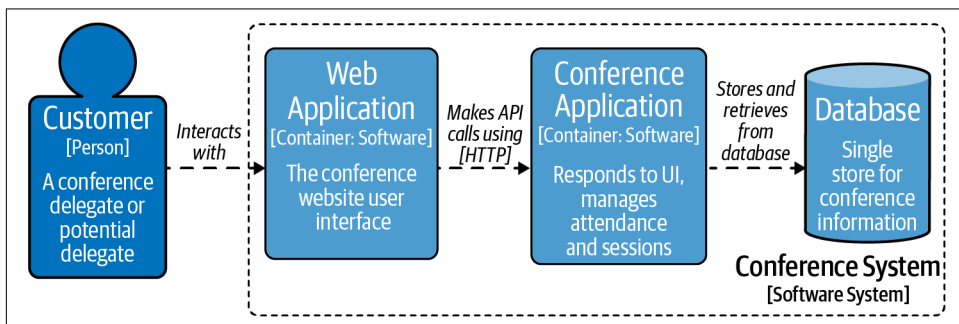 Customer
[Person]
A conference
delegate or
potential
delegate
Interacts
with
Web
Application
[Container: Software]
The conference
website user
interface
Makes API
calls using
[HTTP]
Conference
Application
[Container: Software]
Responds to UI,
manages
attendance
and sessions
Stores and
retrieves
from
database
Database
Single
store for
conference
information
Conference System
[Software System]